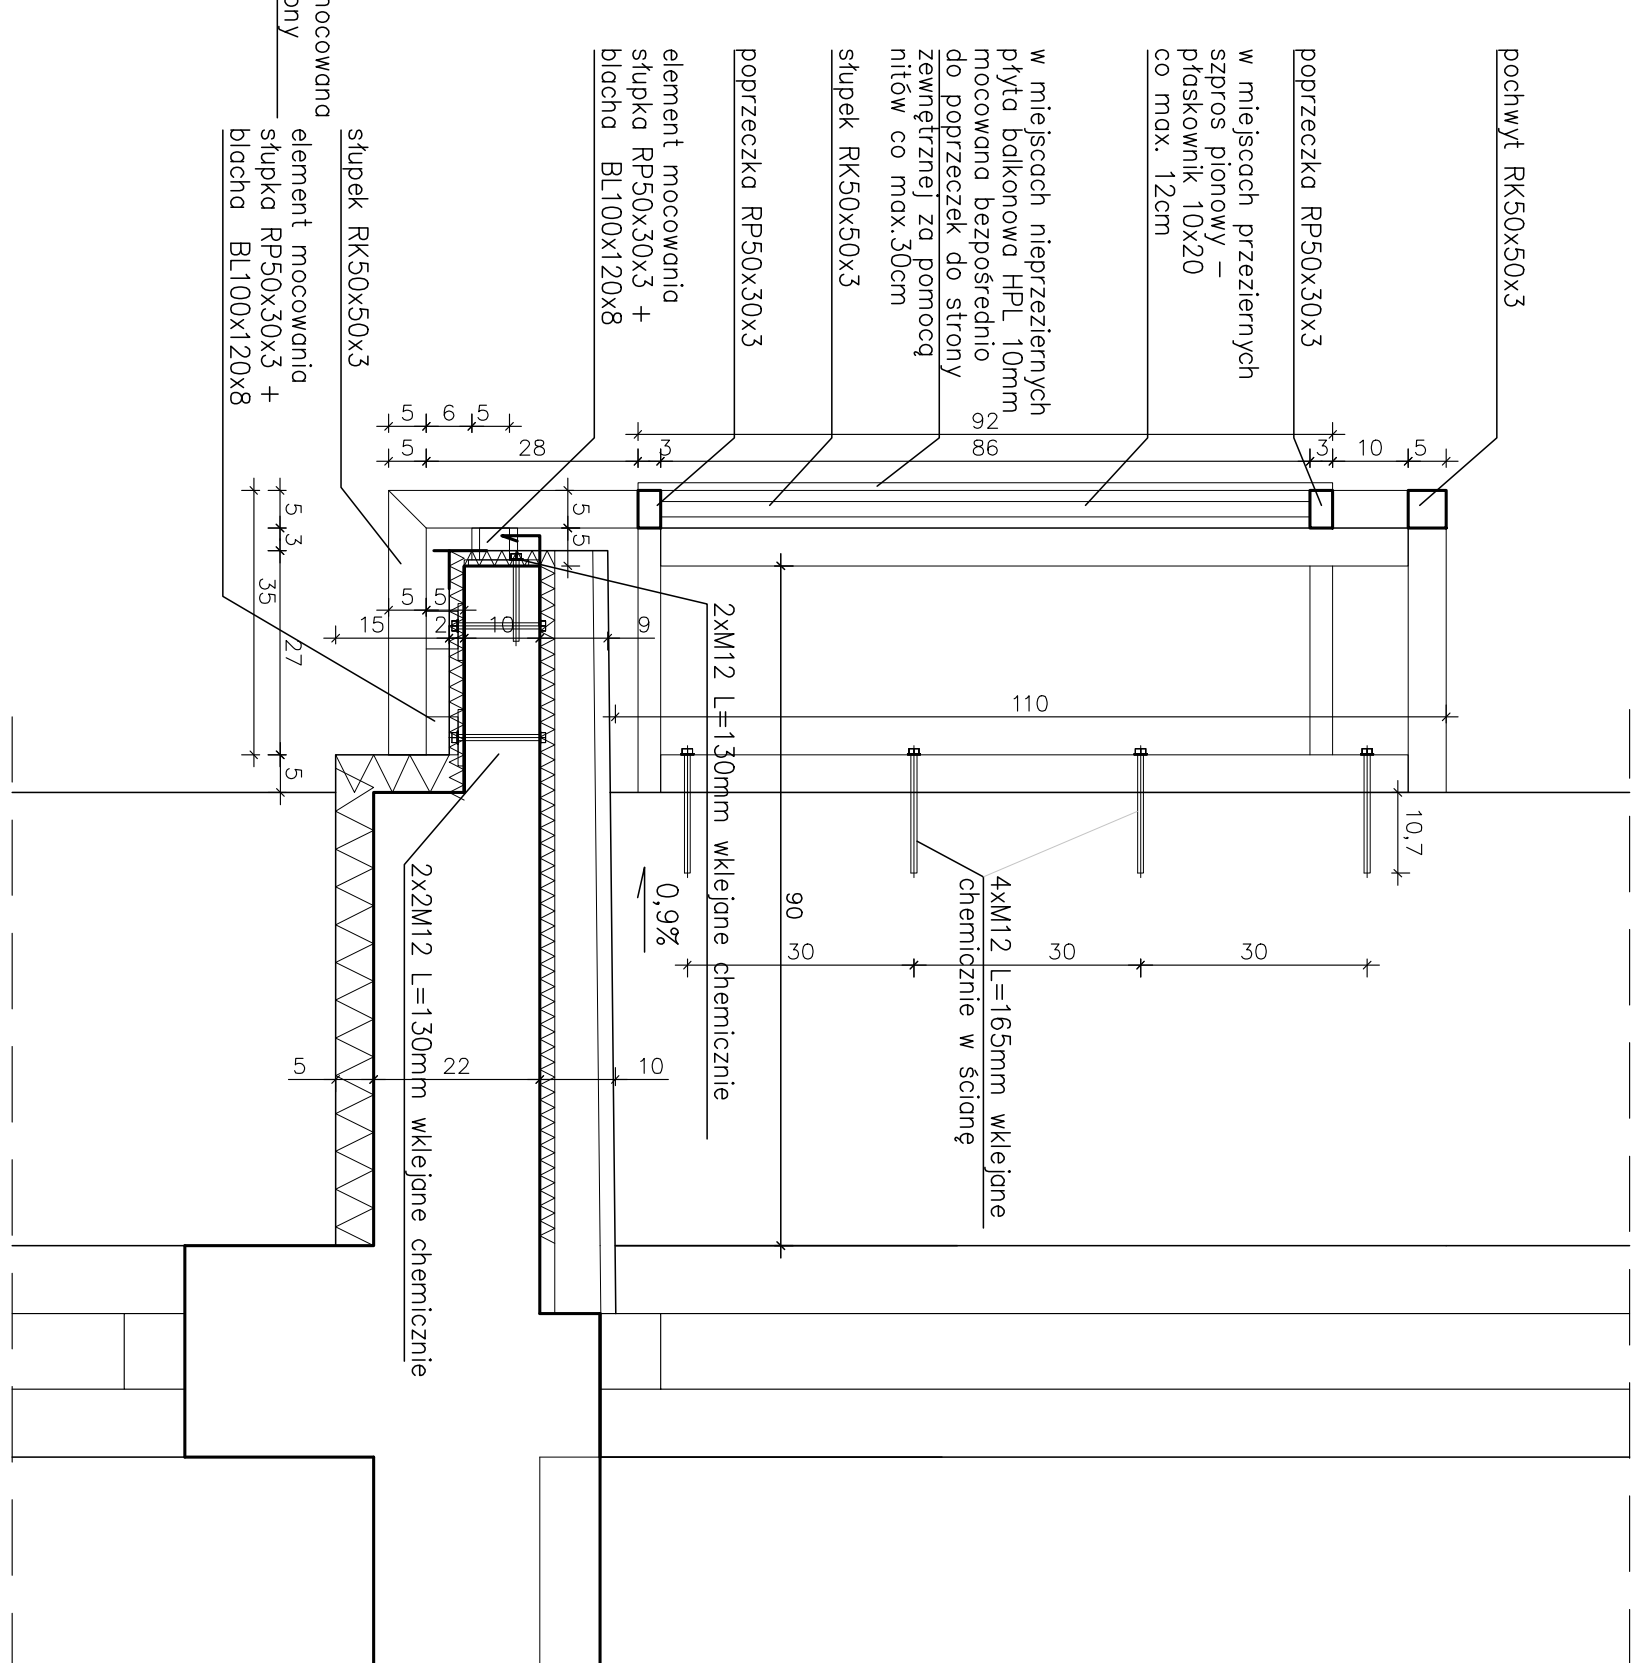 pochwyt RK50x50x3
poprzeczka RP50x30x3
w miejscach przeziernych
szpros pionowy –
płaskownik 10x20
co max. 12cm
w miejscach nieprzeziernych
płyta balkonowa HPL 10mm
mocowana bezpośrednio
do poprzeczek do strony
zewnętrznej za pomocą
nitów co max.30cm
słupek RK50x50x3
poprzeczka RP50x30x3
element mocowania
słupka RP50x30x3 +
blacha BL100x120x8
słupek RK50x50x3
mocowana
ony
element mocowania
słupka RP50x30x3 +
blacha BL100x120x8
4xM12 L=165mm wklejane
chemicznie w ścianę
2xM12 L=130mm wklejane chemicznie
2x2M12 L=130mm wklejane chemicznie
0,9%
5
10
3
86
3
28
5
92
5
6
5
5
5
110
10,7
30
30
30
90
9
10
2
15
5
5
5
3
27
5
35
10
22
5